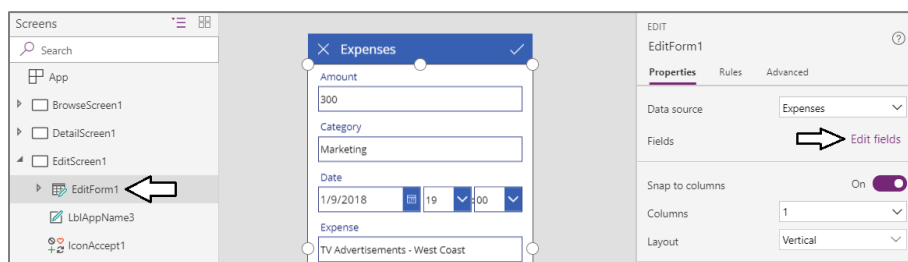 Screens
Search
App
BrowseScreen1
DetailScreen1
EditScreen1
EditForm1
LblAppName3
IconAccept1
Expenses
Amount
300
Category
Marketing
Date
1/9/2018 19 : 00
Expense
TV Advertisements - West Coast
EDIT
EditForm1
?
Properties Rules Advanced
Data source Expenses
Fields Edit fields
Snap to columns On
Columns 1
Layout Vertical